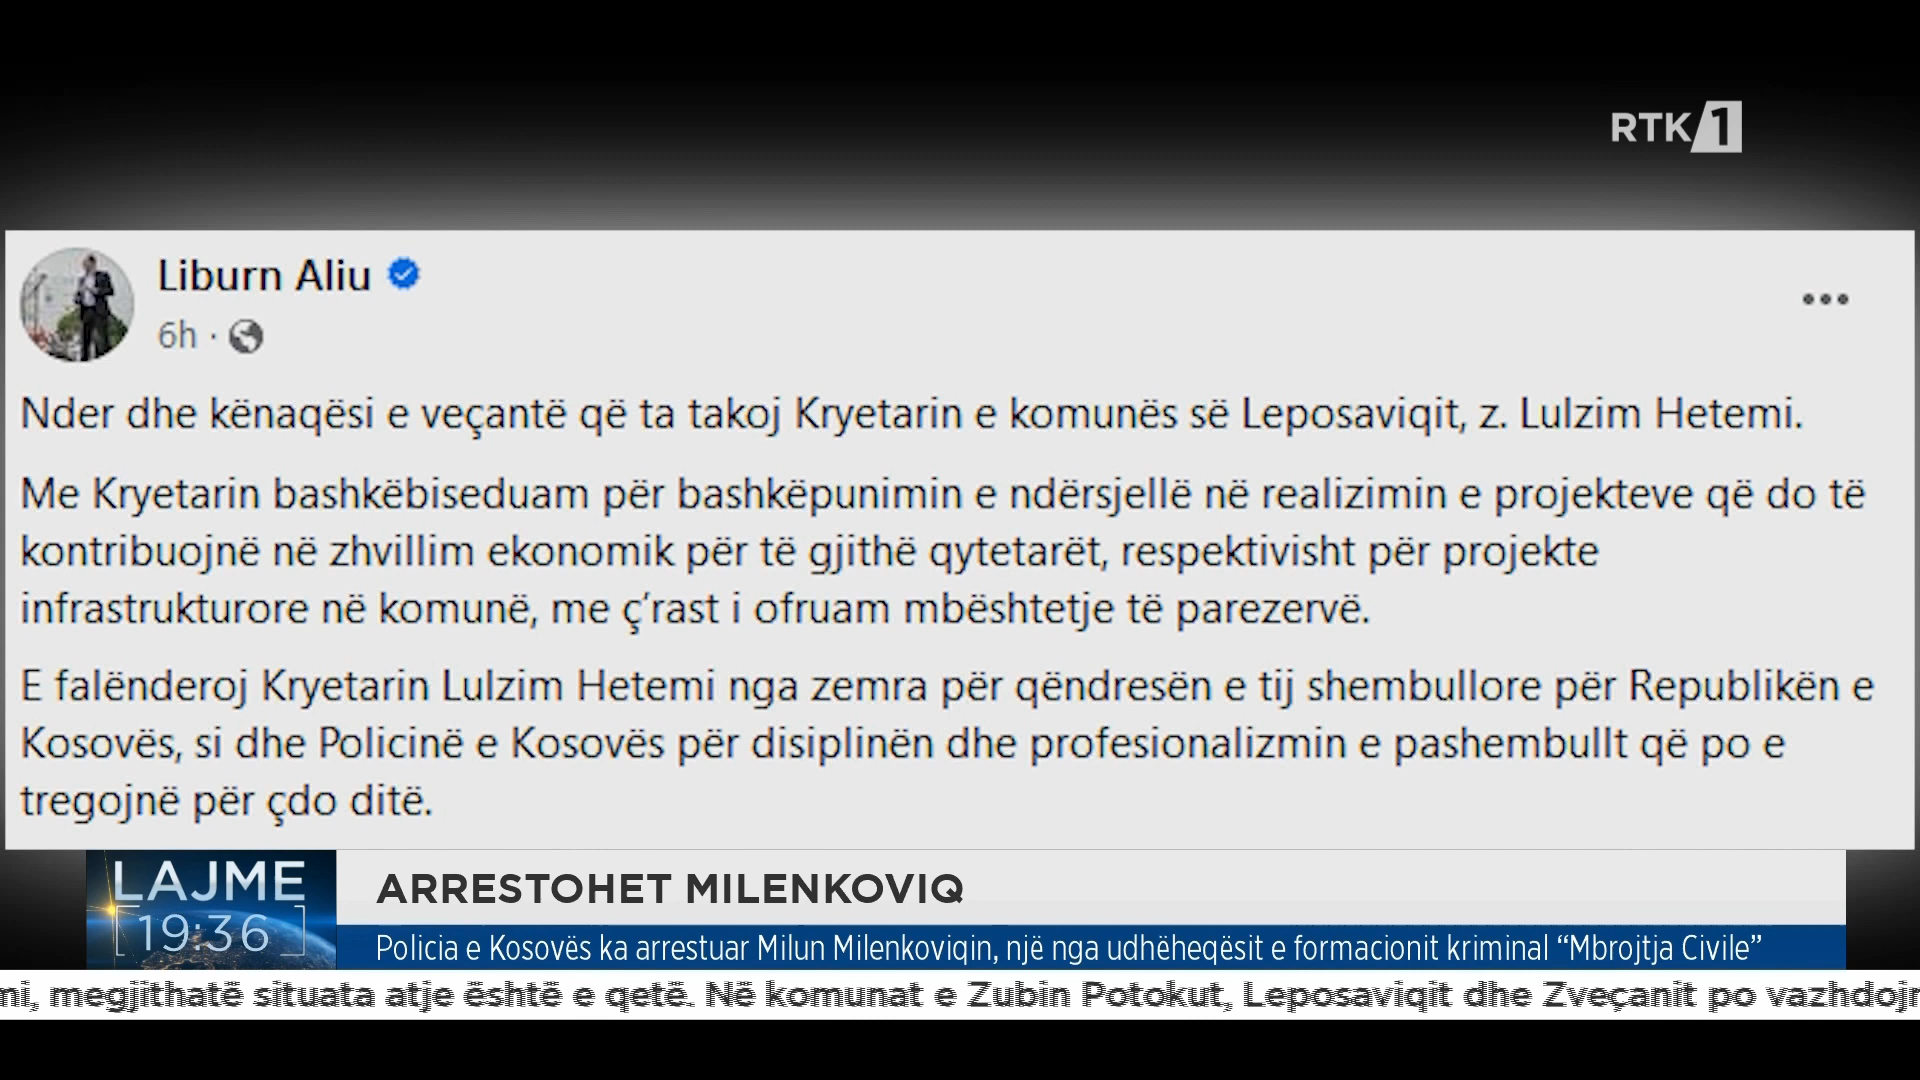 RTK 1
Liburn Aliu
6h ·
Nder dhe kënaqësi e veçantë që ta takoj Kryetarin e komunës së Leposaviqit, z. Lulzim Hetemi.
Me Kryetarin bashkëbiseduam për bashkëpunimin e ndërsjellë në realizimin e projekteve që do të
kontribuojnë në zhvillim ekonomik për të gjithë qytetarët, respektivisht për projekte
infrastrukturore në komunë, me ç’rast i ofruam mbështetje të parezervë.
E falënderoj Kryetarin Lulzim Hetemi nga zemra për qëndresën e tij shembullore për Republikën e
Kosovës, si dhe Policinë e Kosovës për disiplinën dhe profesionalizmin e pashembullt që po e
tregojnë për çdo ditë.
LAJME
[19:36]
ARRESTOHET MILENKOVIQ
Policia e Kosovës ka arrestuar Milun Milenkoviqin, një nga udhëheqësit e formacionit kriminal “Mbrojtja Civile”
mi, megjithatë situata atje është e qetë. Në komunat e Zubin Potokut, Leposaviqit dhe Zveçanit po